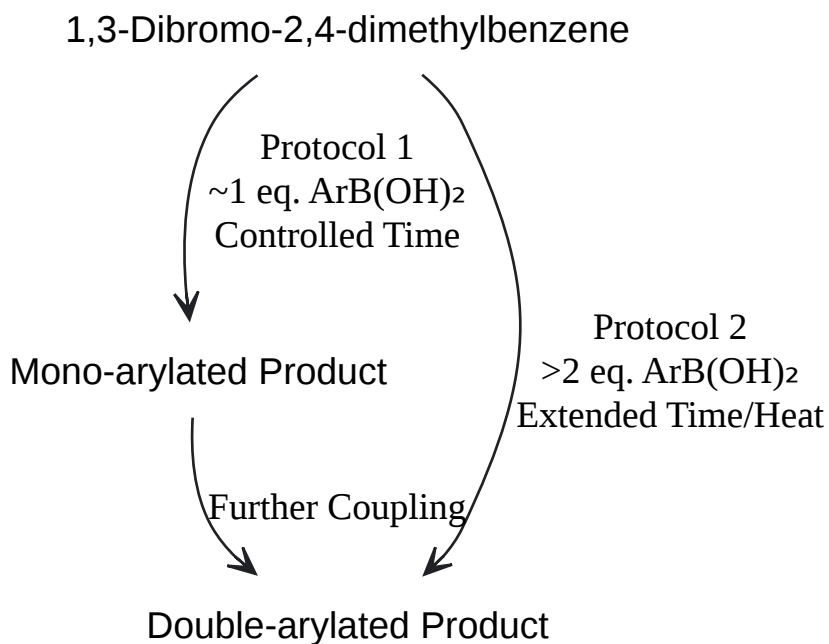 1,3-Dibromo-2,4-dimethylbenzene
Protocol 1
~1 eq. ArB(OH)₂
Controlled Time
Protocol 2
>2 eq. ArB(OH)₂
Extended Time/Heat
Mono-arylated Product
Further Coupling
Double-arylated Product